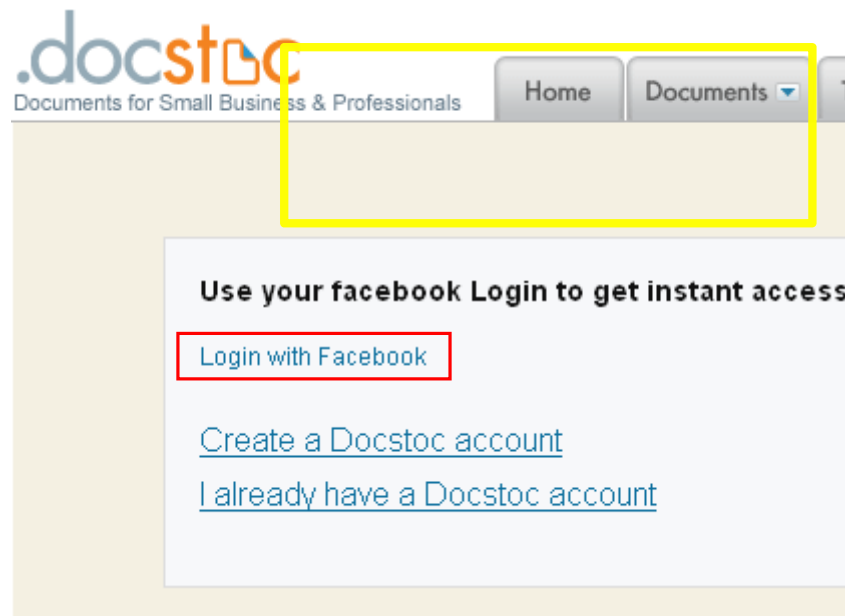 .docstoc
Documents for Small Business & Professionals
Home
Documents
Use your facebook Login to get instant access
Login with Facebook
Create a Docstoc account
I already have a Docstoc account